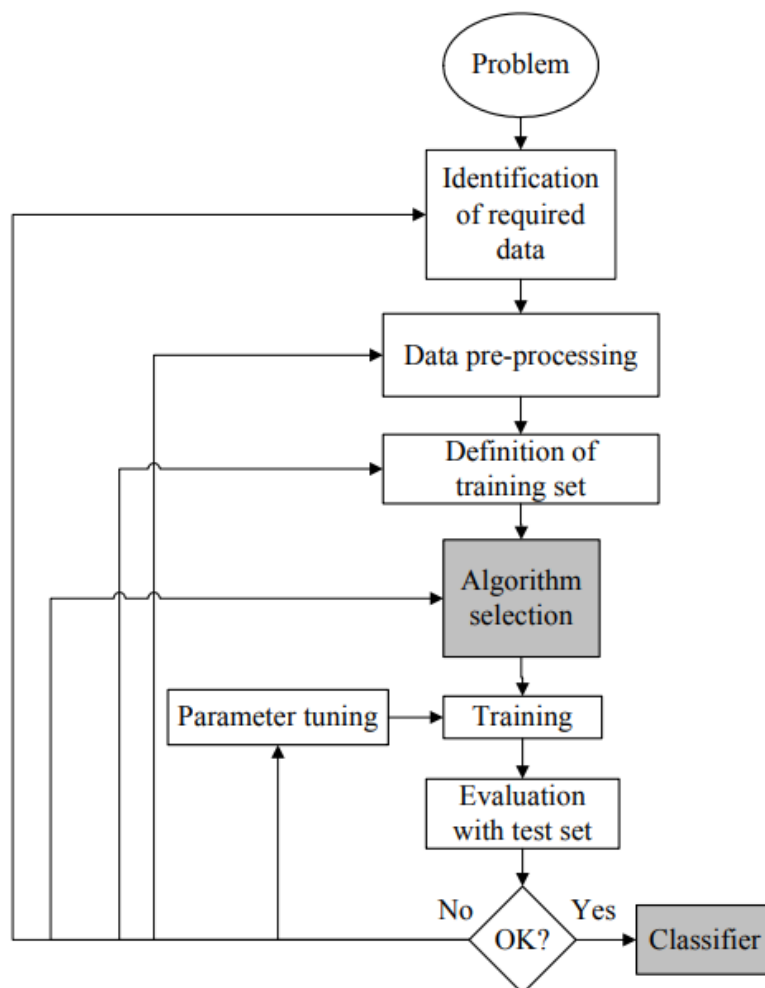 Problem
Identification
of required
data
Data pre-processing
Definition of
training set
Algorithm
selection
Parameter tuning
Training
Evaluation
with test set
No
OK?
Yes
Classifier